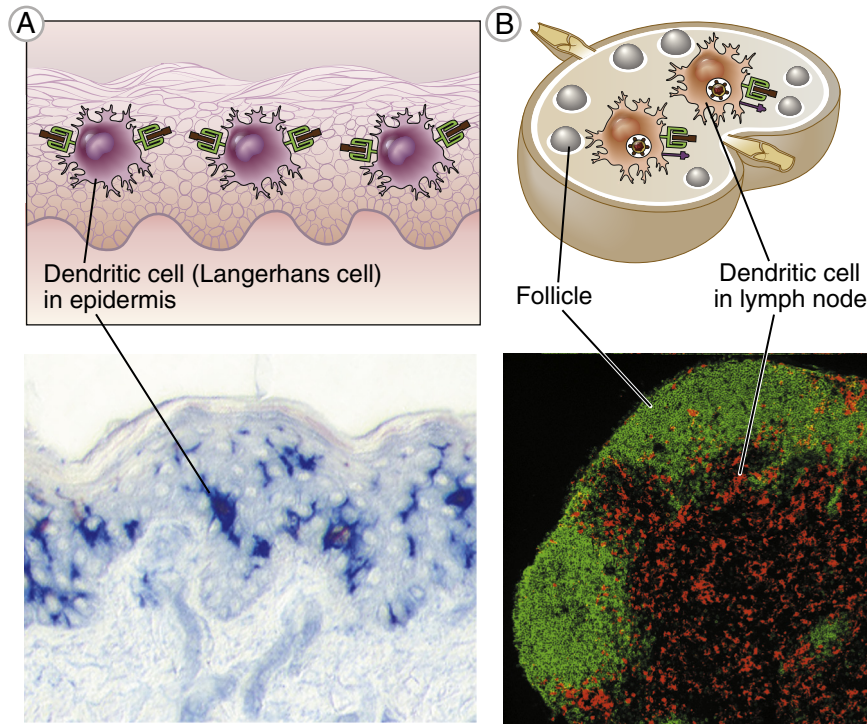 A
B
Dendritic cell (Langerhans cell)
in epidermis
Follicle
Dendritic cell
in lymph node